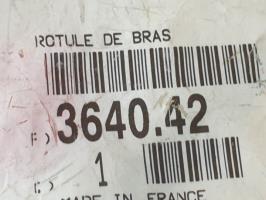 ROTULE DE BRAS
P) 3640.42
1
MADE IN FRANCE